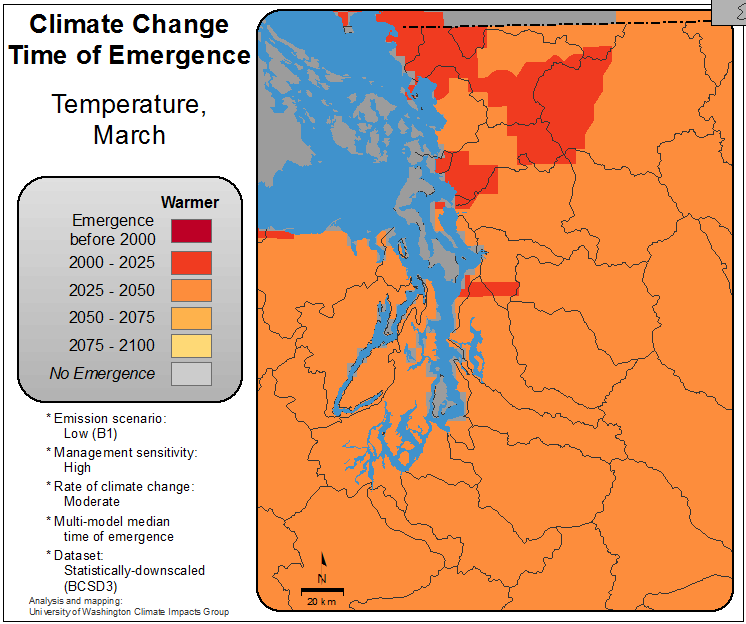 Climate Change
Time of Emergence
Temperature,
March
Warmer
Emergence
before 2000
2000 - 2025
2025 - 2050
2050 - 2075
2075 - 2100
No Emergence
* Emission scenario:
Low (B1)
* Management sensitivity:
High
* Rate of climate change:
Moderate
* Multi-model median
time of emergence
* Dataset:
Statistically-downscaled
(BCSD3)
Analysis and mapping:
University of Washington Climate Impacts Group
N
20 km